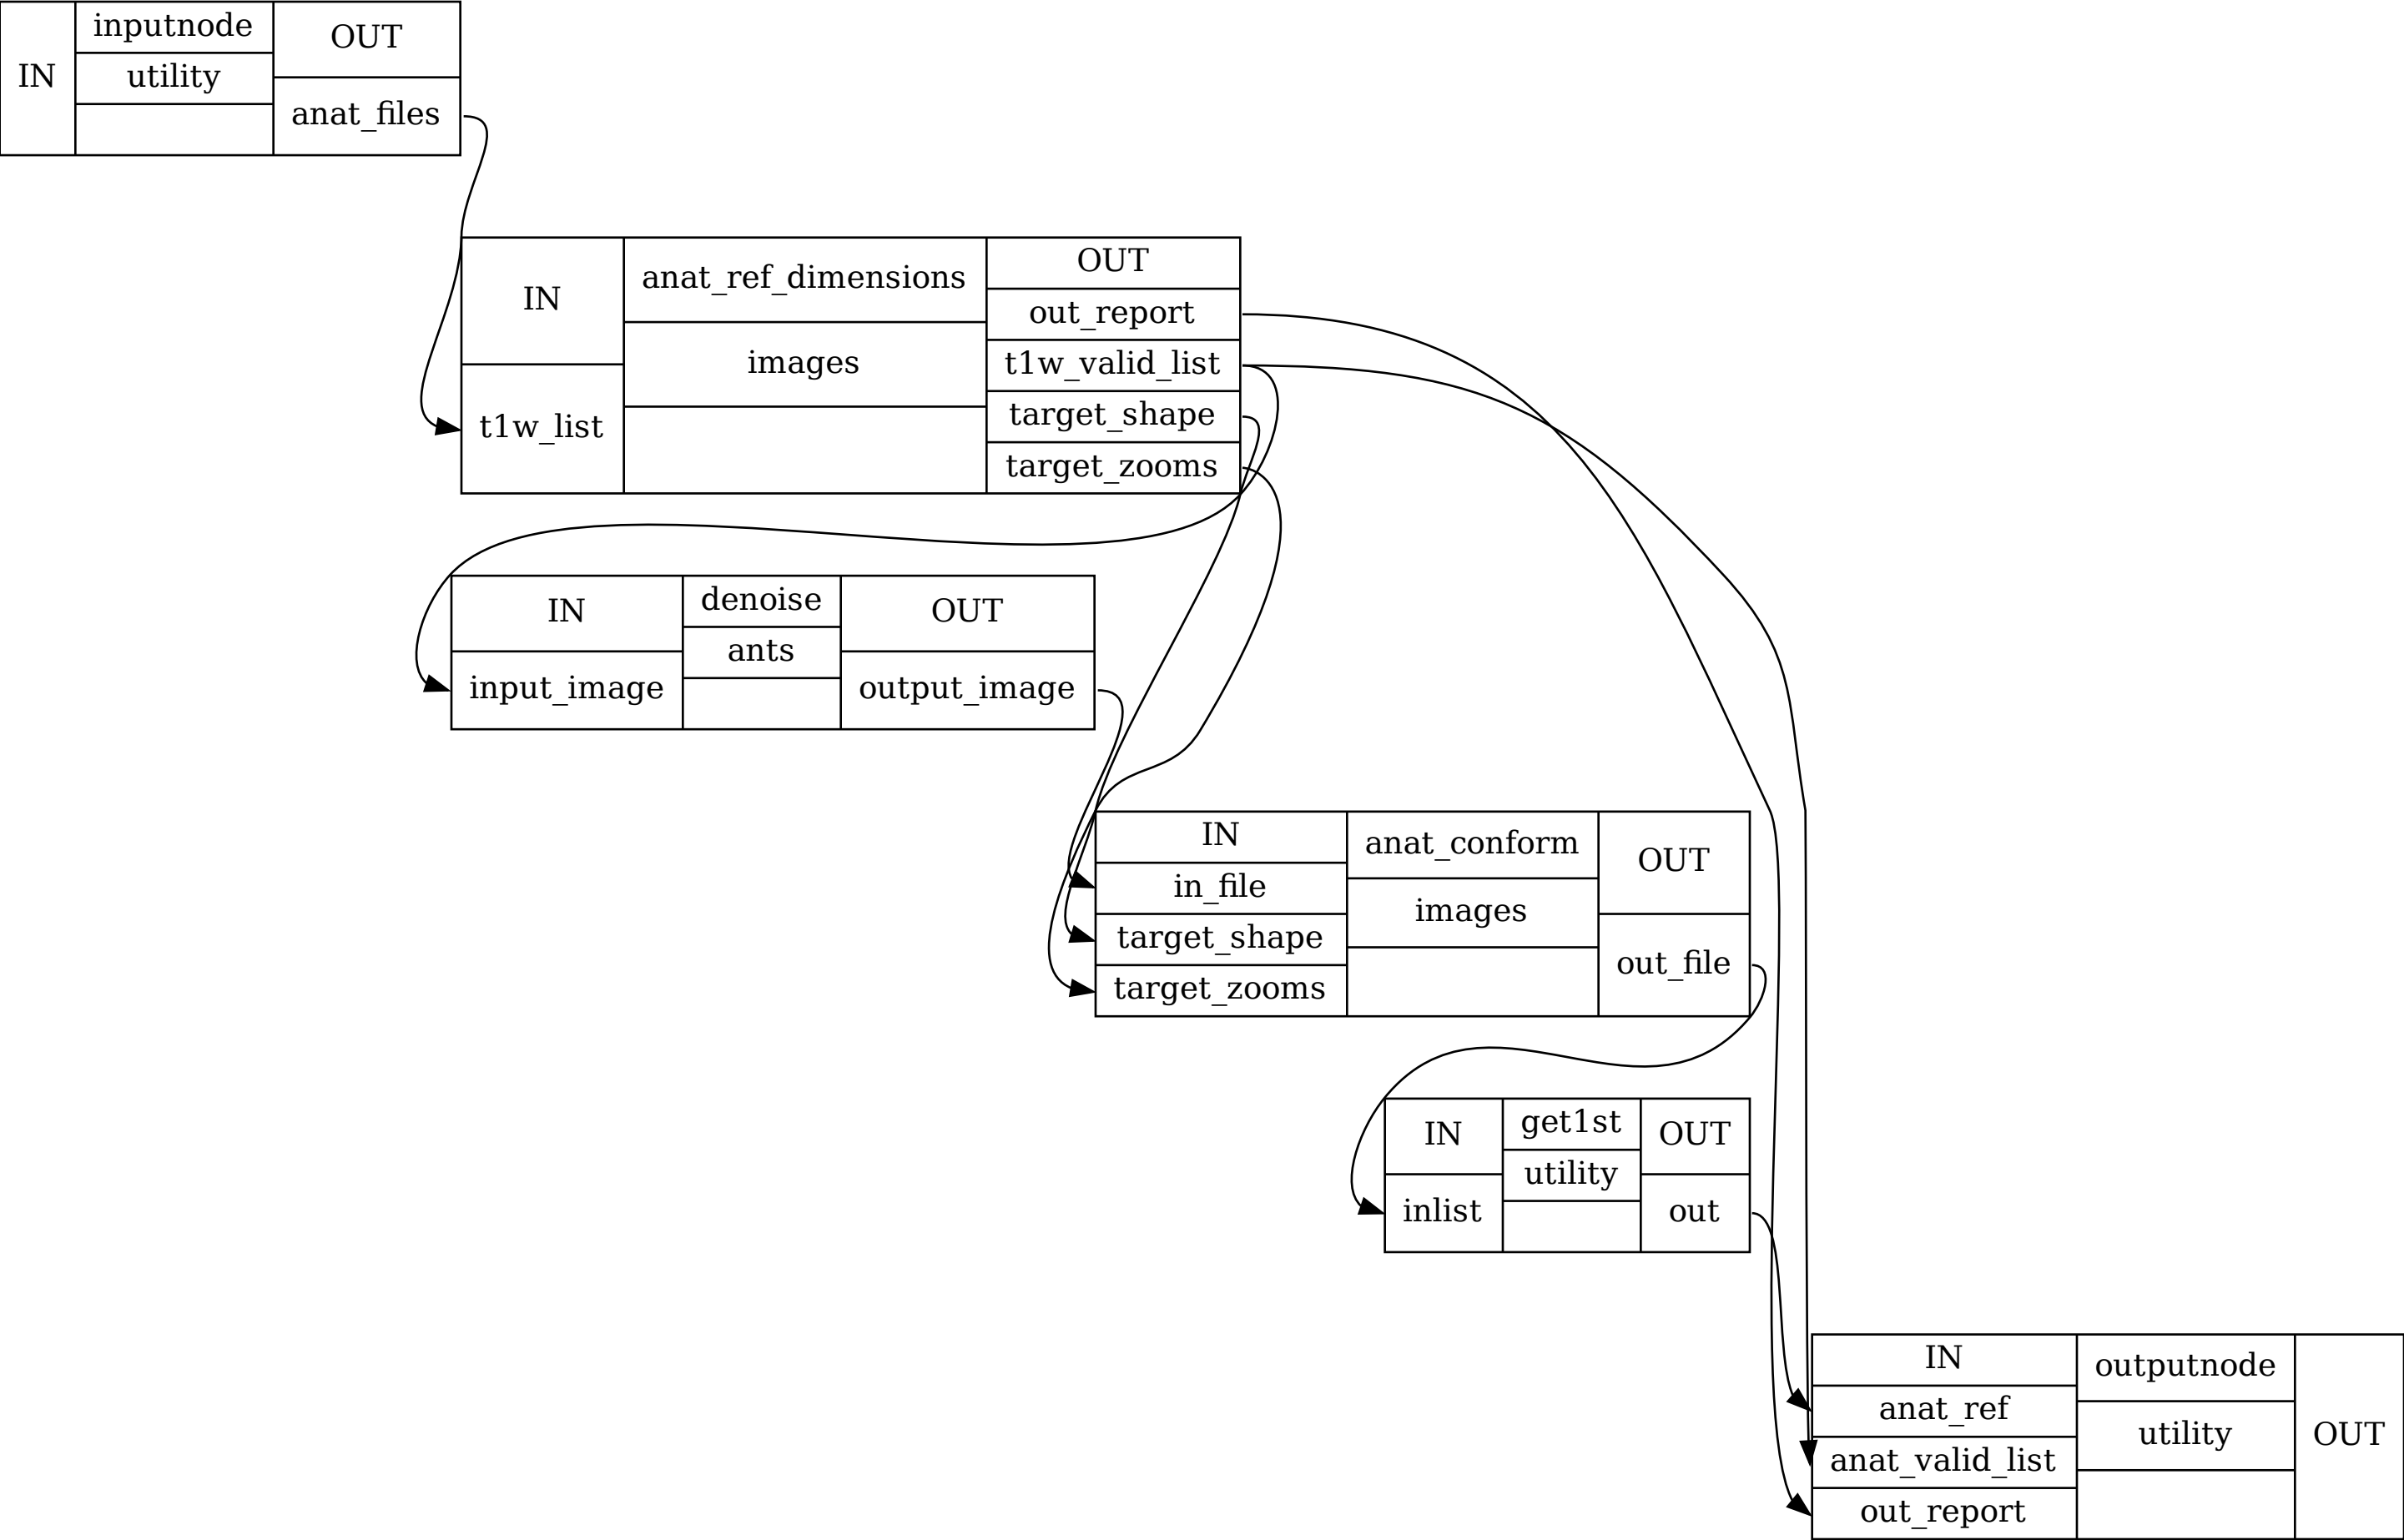 IN
inputnode
utility
OUT
anat_files
IN
t1w_list
anat_ref_dimensions
images
OUT
out_report
t1w_valid_list
target_shape
target_zooms
IN
input_image
denoise
ants
OUT
output_image
IN
in_file
target_shape
target_zooms
anat_conform
images
OUT
out_file
IN
inlist
get1st
utility
OUT
out
IN
anat_ref
anat_valid_list
out_report
outputnode
utility
OUT